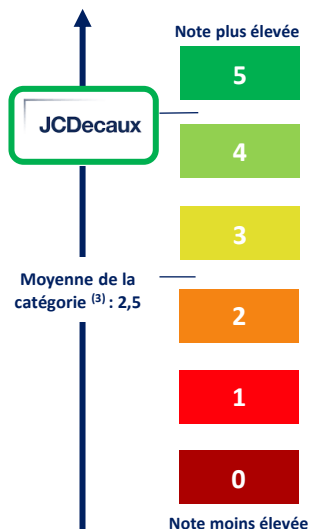 Note plus élevée
5
JCDecaux
4
3
Moyenne de la
catégorie (3) : 2,5
2
1
0
Note moins élevée